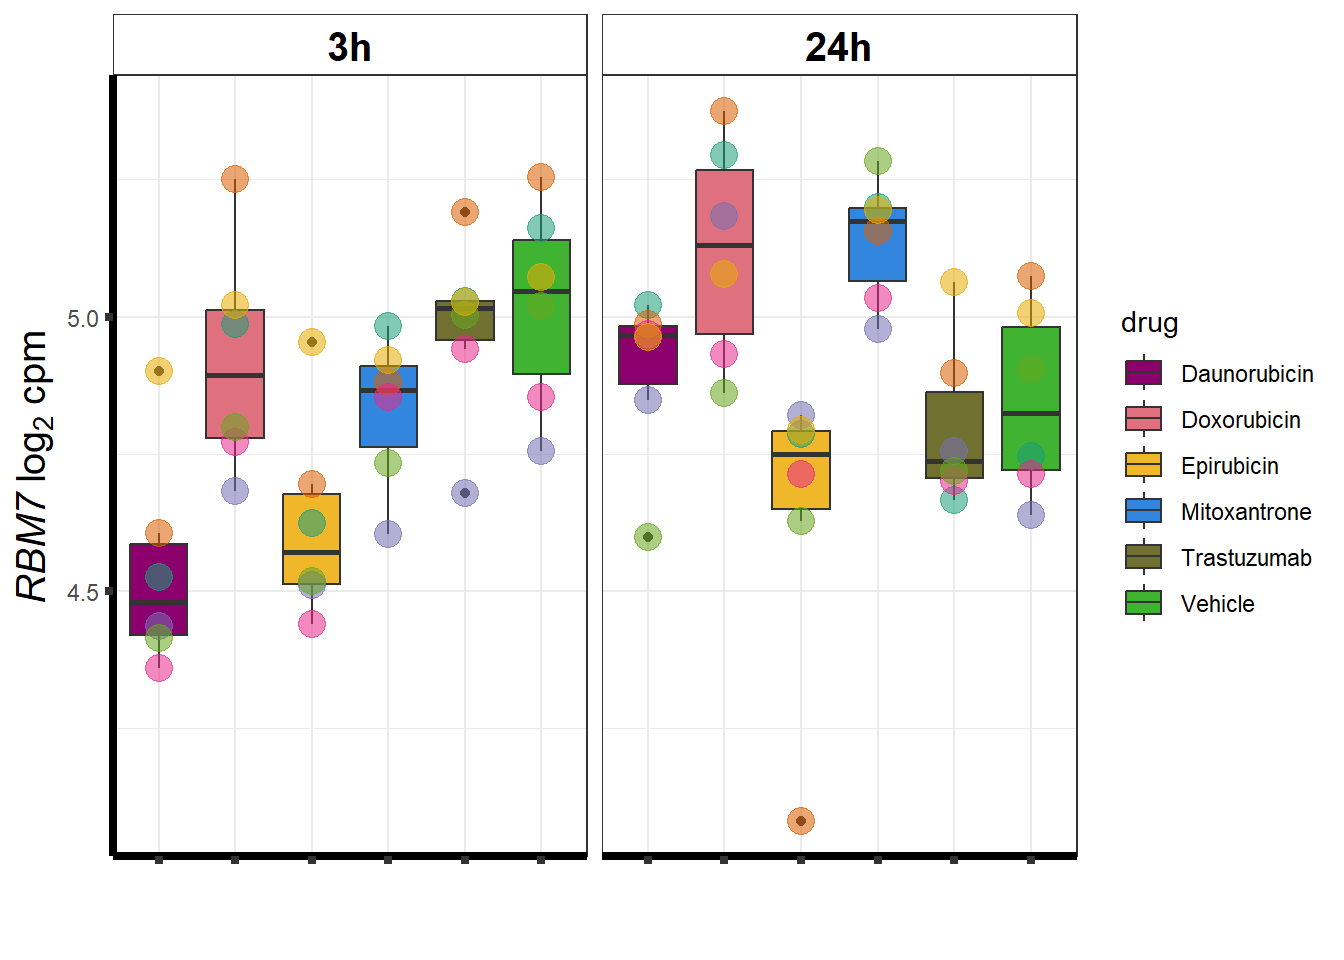 3h
24h
RBM7 log₂ cpm
5.0
4.5
drug
Daunorubicin
Doxorubicin
Epirubicin
Mitoxantrone
Trastuzumab
Vehicle